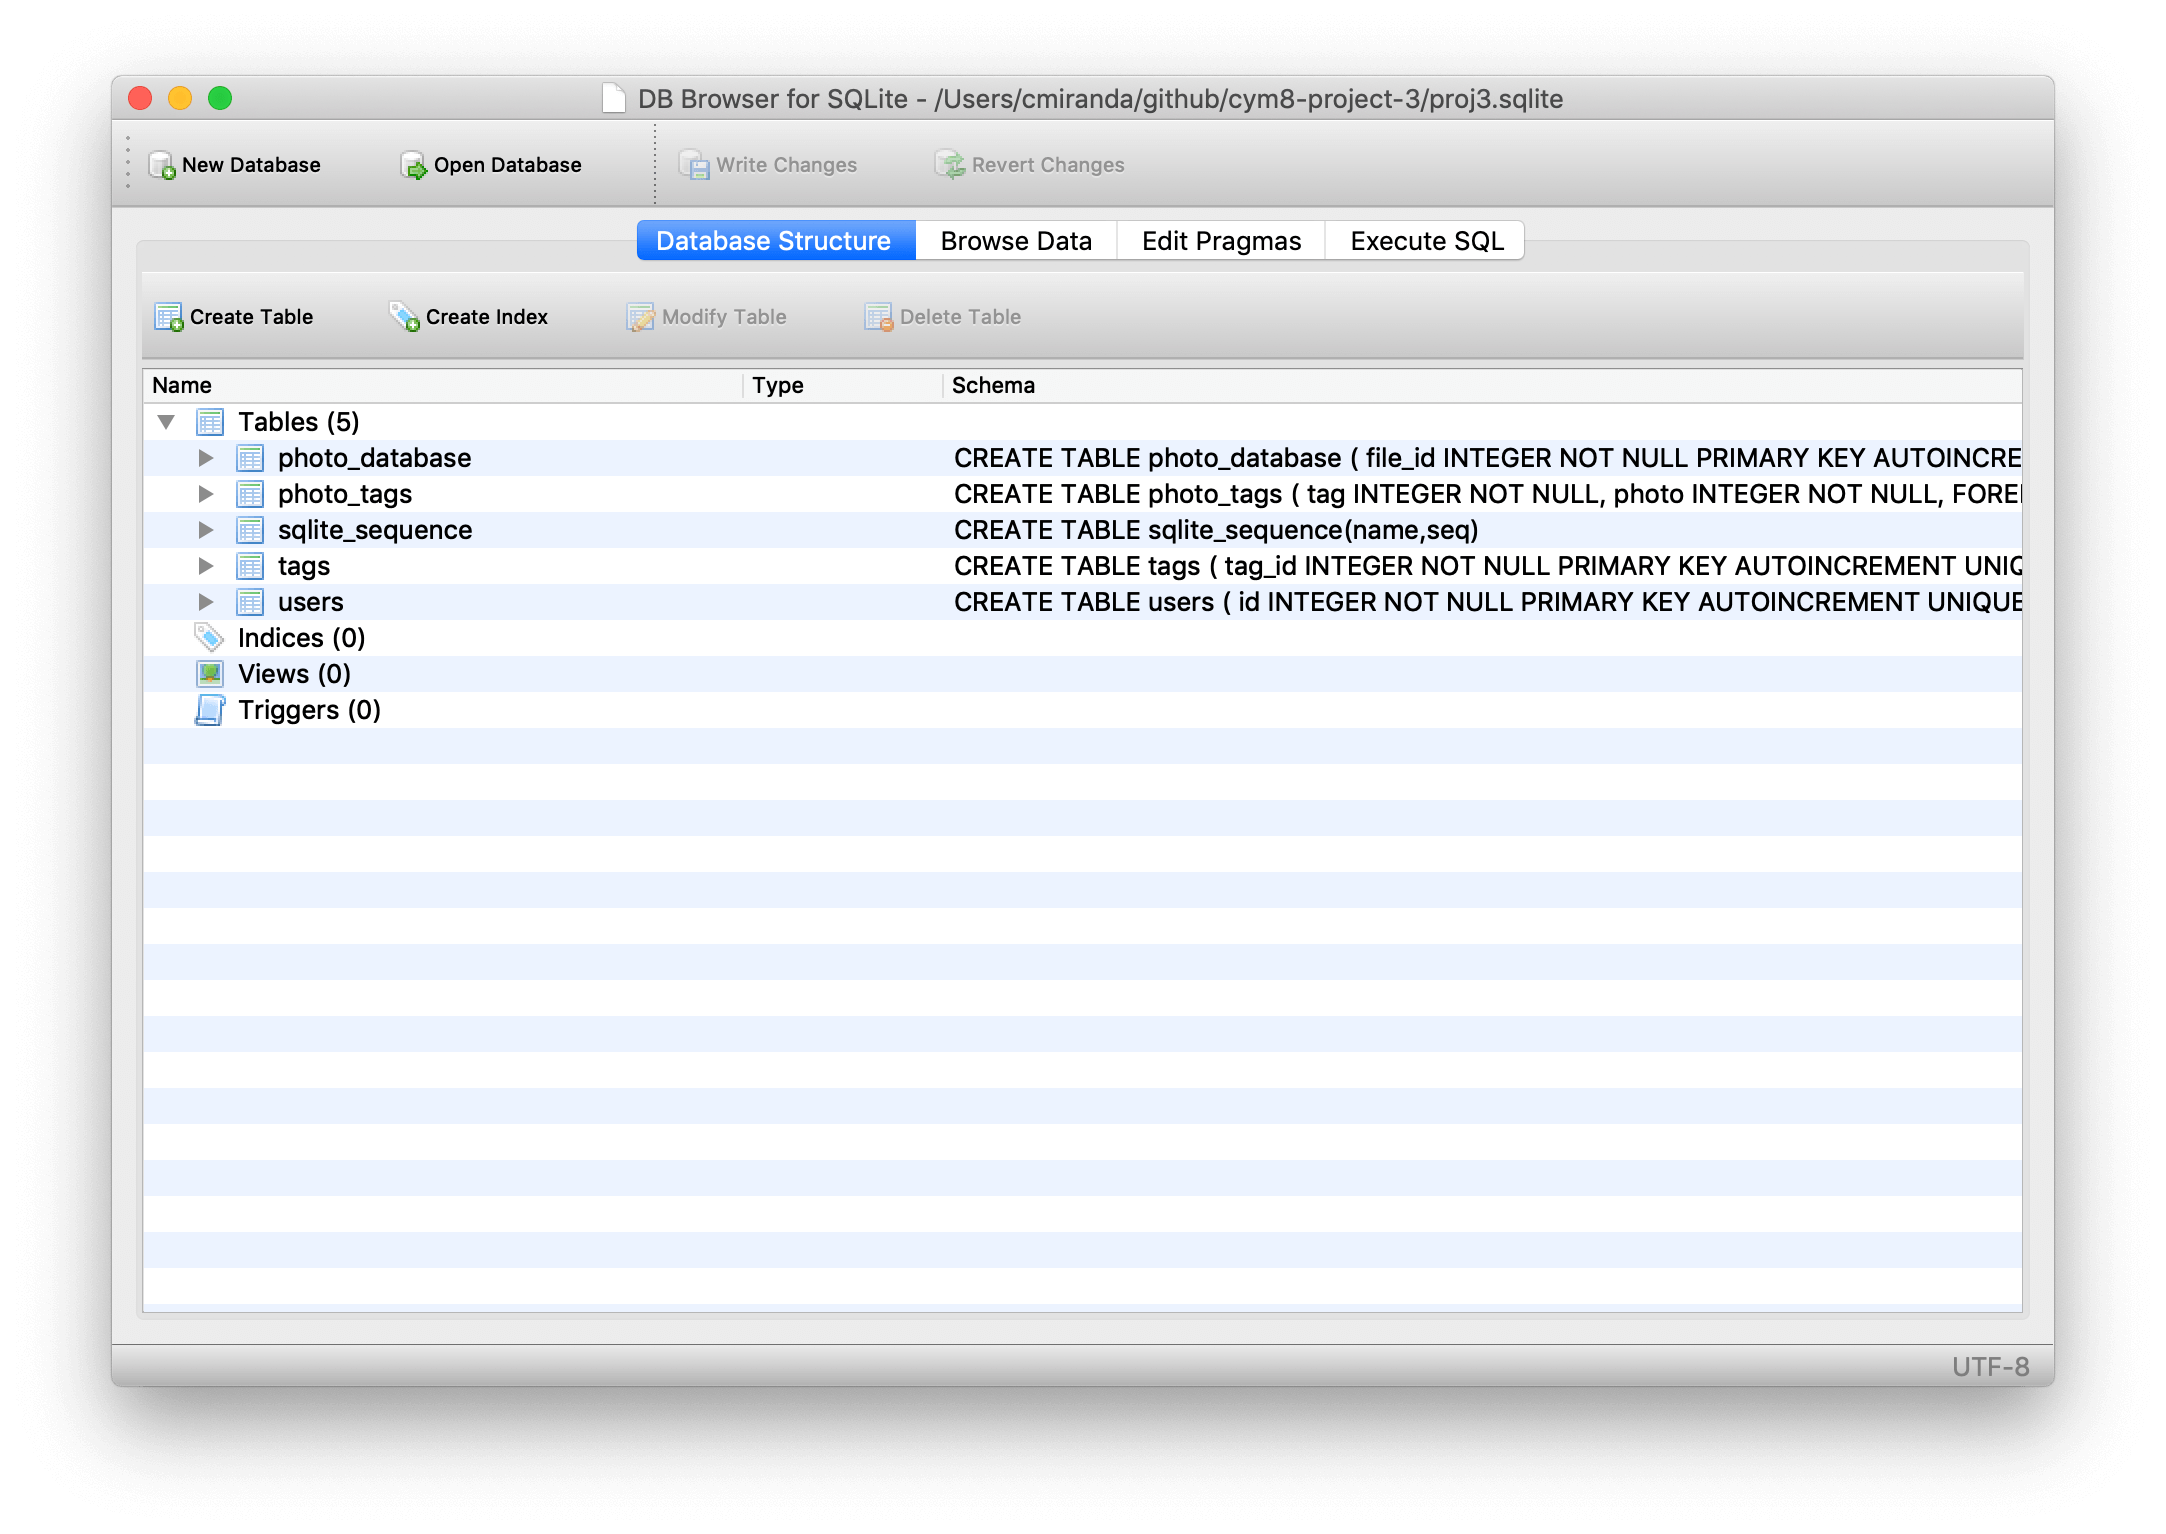 DB Browser for SQLite - /Users/cmiranda/github/cym8-project-3/proj3.sqlite
New Database Open Database Write Changes Revert Changes
Database Structure Browse Data Edit Pragmas Execute SQL
Create Table Create Index Modify Table Delete Table
Name Type Schema
Tables (5)
photo_database CREATE TABLE photo_database ( file_id INTEGER NOT NULL PRIMARY KEY AUTOINCRE
photo_tags CREATE TABLE photo_tags ( tag INTEGER NOT NULL, photo INTEGER NOT NULL, FORE
sqlite_sequence CREATE TABLE sqlite_sequence(name,seq)
tags CREATE TABLE tags ( tag_id INTEGER NOT NULL PRIMARY KEY AUTOINCREMENT UNIQ
users CREATE TABLE users ( id INTEGER NOT NULL PRIMARY KEY AUTOINCREMENT UNIQUE
Indices (0)
Views (0)
Triggers (0)
UTF-8